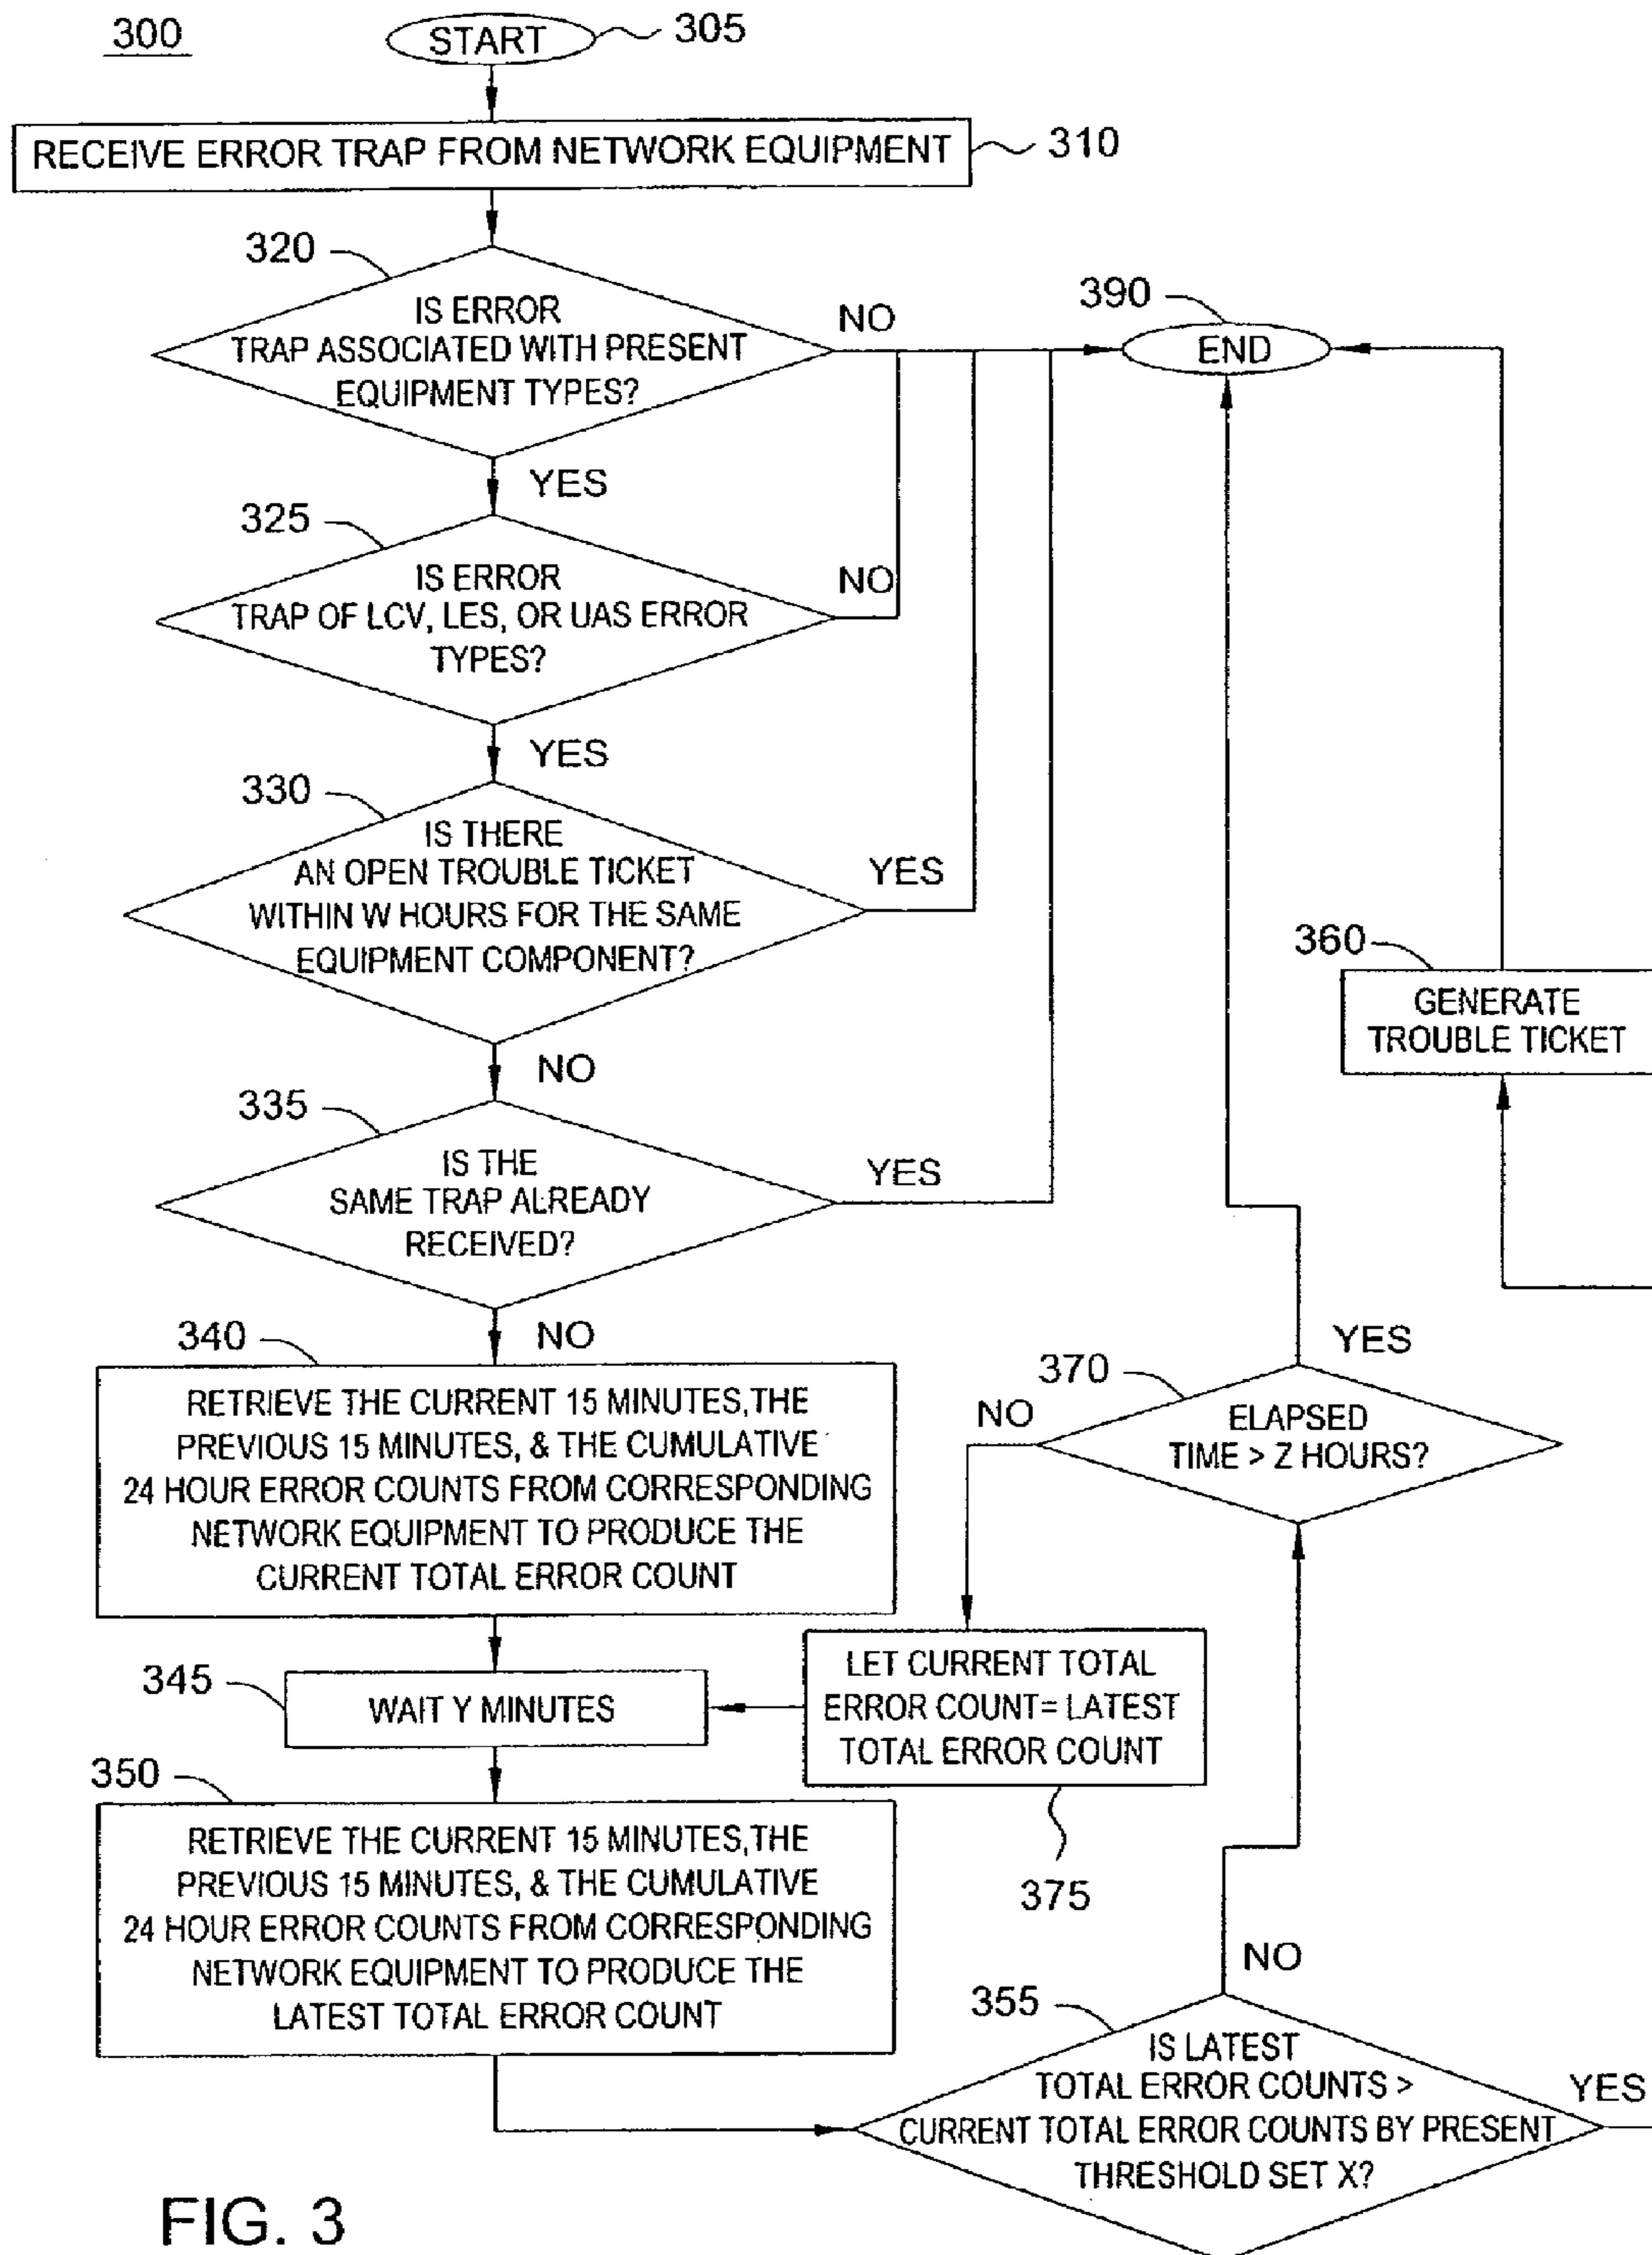 300
START
305
RECEIVE ERROR TRAP FROM NETWORK EQUIPMENT
310
320
IS ERROR
TRAP ASSOCIATED WITH PRESENT
EQUIPMENT TYPES?
NO
390
END
YES
325
IS ERROR
TRAP OF LCV, LES, OR UAS ERROR
TYPES?
NO
YES
330
IS THERE
AN OPEN TROUBLE TICKET
WITHIN W HOURS FOR THE SAME
EQUIPMENT COMPONENT?
YES
360
GENERATE
TROUBLE TICKET
NO
335
IS THE
SAME TRAP ALREADY
RECEIVED?
YES
NO
340
RETRIEVE THE CURRENT 15 MINUTES,THE
PREVIOUS 15 MINUTES, & THE CUMULATIVE
24 HOUR ERROR COUNTS FROM CORRESPONDING
NETWORK EQUIPMENT TO PRODUCE THE
CURRENT TOTAL ERROR COUNT
YES
370
NO
ELAPSED
TIME > Z HOURS?
345
WAIT Y MINUTES
LET CURRENT TOTAL
ERROR COUNT= LATEST
TOTAL ERROR COUNT
375
350
RETRIEVE THE CURRENT 15 MINUTES,THE
PREVIOUS 15 MINUTES, & THE CUMULATIVE
24 HOUR ERROR COUNTS FROM CORRESPONDING
NETWORK EQUIPMENT TO PRODUCE THE
LATEST TOTAL ERROR COUNT
NO
355
IS LATEST
TOTAL ERROR COUNTS >
CURRENT TOTAL ERROR COUNTS BY PRESENT
THRESHOLD SET X?
YES
FIG. 3